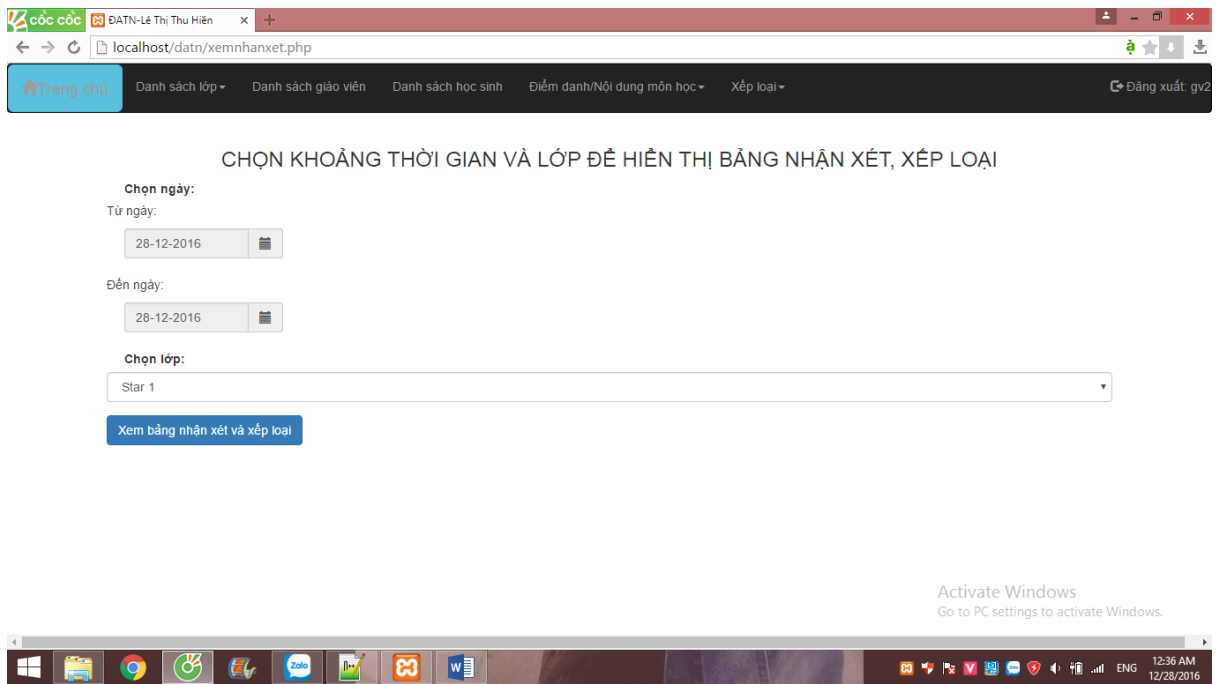 cốc cốc
ĐATN-Lê Thị Thu Hiền
localhost/datn/xemnhanxet.php
Trang chủ Danh sách lớp Danh sách giáo viên Danh sách học sinh Điểm danh/Nội dung môn học Xếp loại Đăng xuất: gv2
CHỌN KHOẢNG THỜI GIAN VÀ LỚP ĐỂ HIỂN THỊ BẢNG NHẬN XÉT, XẾP LOẠI
Chọn ngày:
Từ ngày:
28-12-2016
Đến ngày:
28-12-2016
Chọn lớp:
Star 1
Xem bảng nhận xét và xếp loại
Activate Windows
Go to PC settings to activate Windows.
Zalo
ENG
12:36 AM
12/28/2016